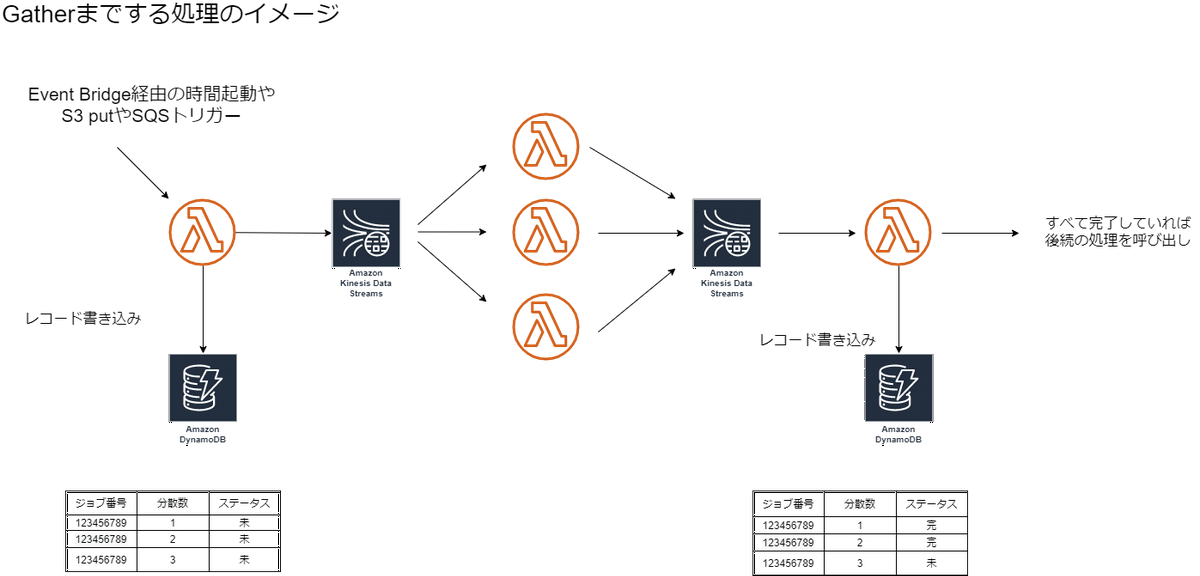 Gatherまでする処理のイメージ
Event Bridge経由の時間起動や
S3 putやSQSトリガー
Amazon
Kinesis Data
Streams
Amazon
Kinesis Data
Streams
すべて完了していれば
後続の処理を呼び出し
レコード書き込み
レコード書き込み
Amazon
DynamoDB
Amazon
DynamoDB
ジョブ番号 分散数 ステータス
123456789 1 未
123456789 2 未
123456789 3 未
ジョブ番号 分散数 ステータス
123456789 1 完
123456789 2 完
123456789 3 未